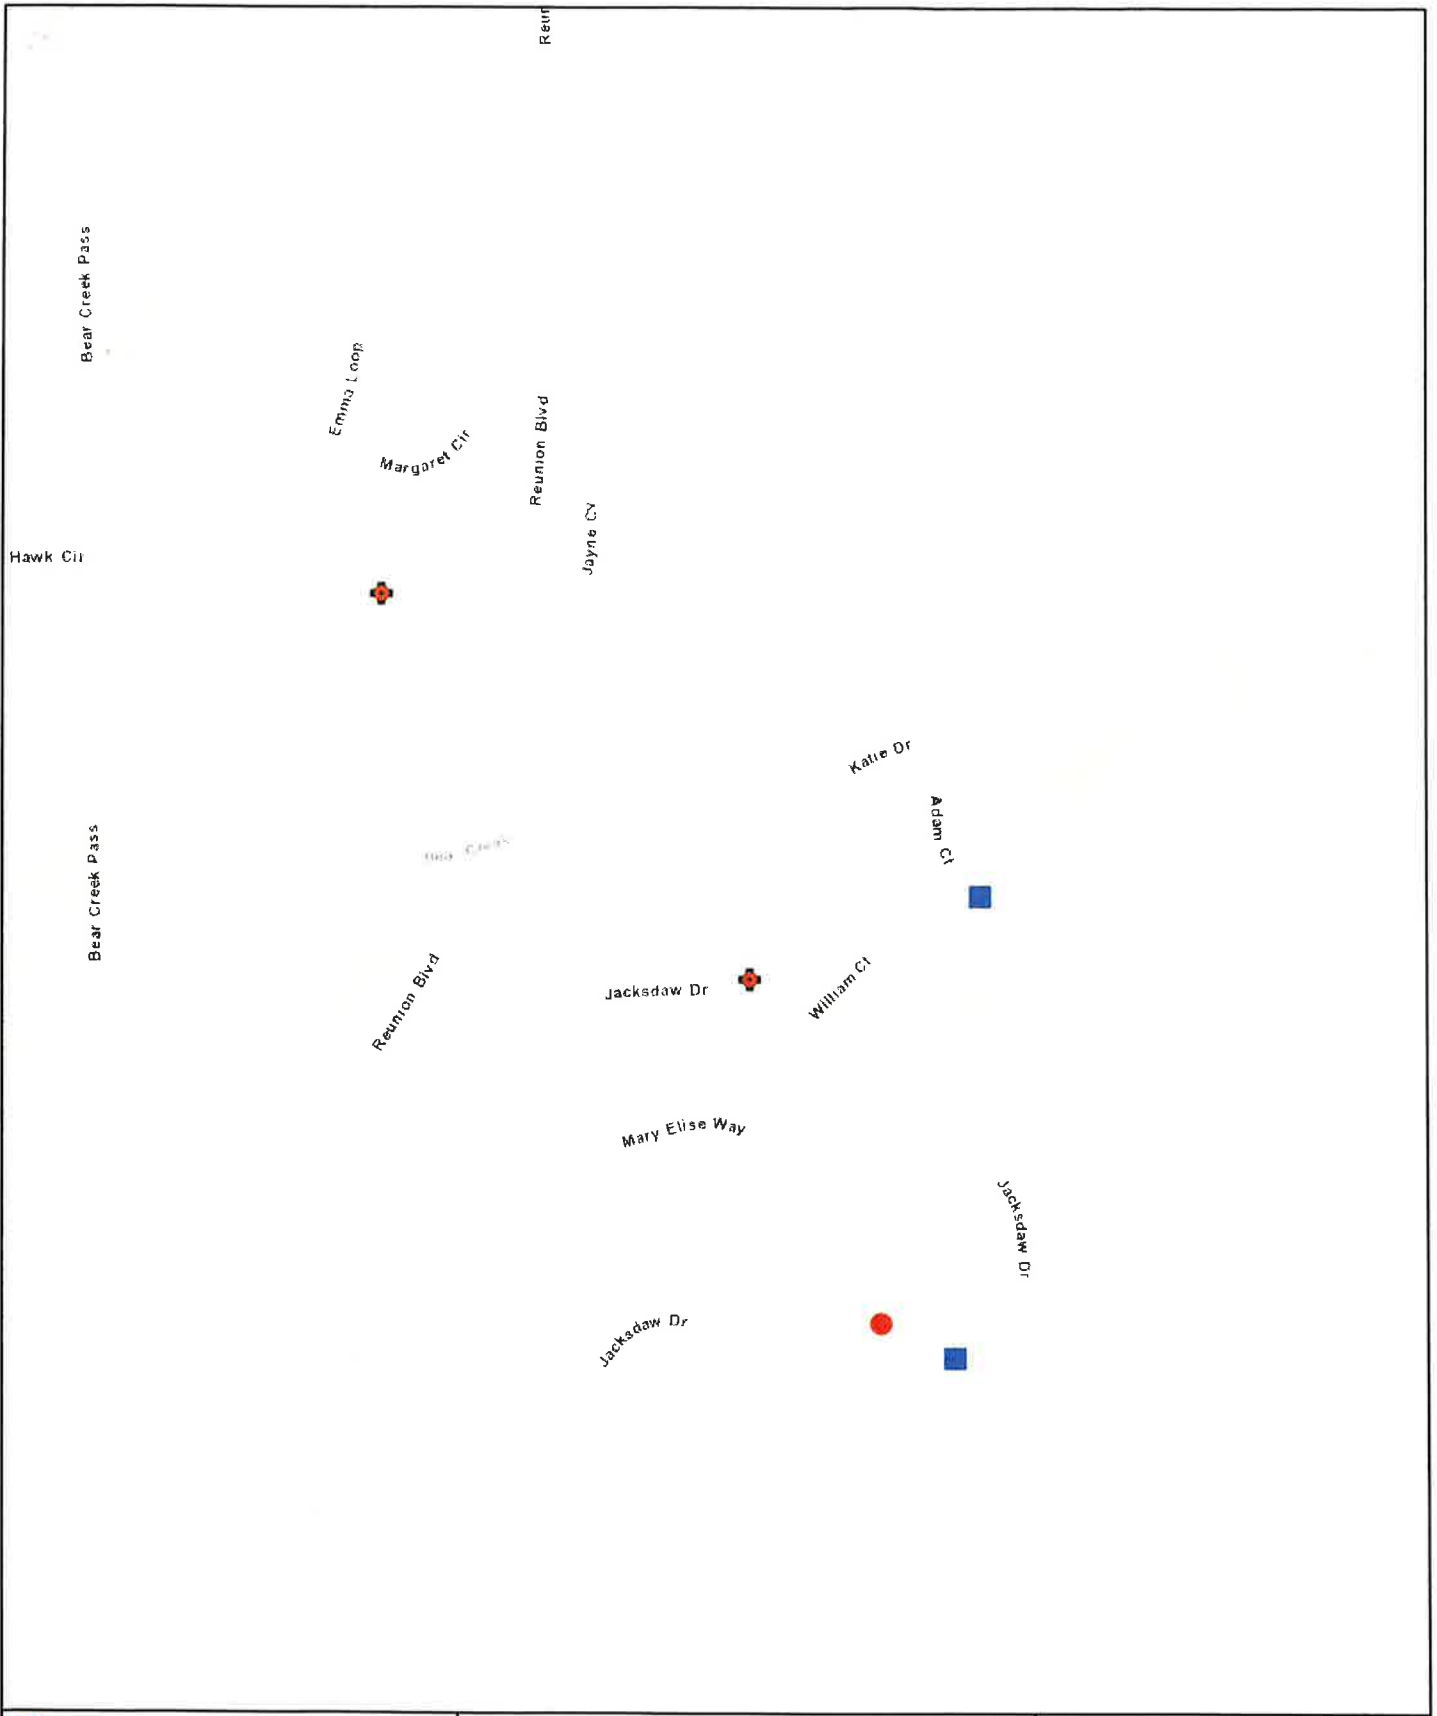 Reun
Bear Creek Pass
Emma Loop
Margaret Cir
Reunion Blvd
Jayne Cv
Hawk Cir
Katie Dr
Adam Ct
Bear Creek Pass
Reunion Blvd
Jacksdaw Dr
William Ct
Mary Elise Way
Jacksdaw Dr
Jacksdaw Dr